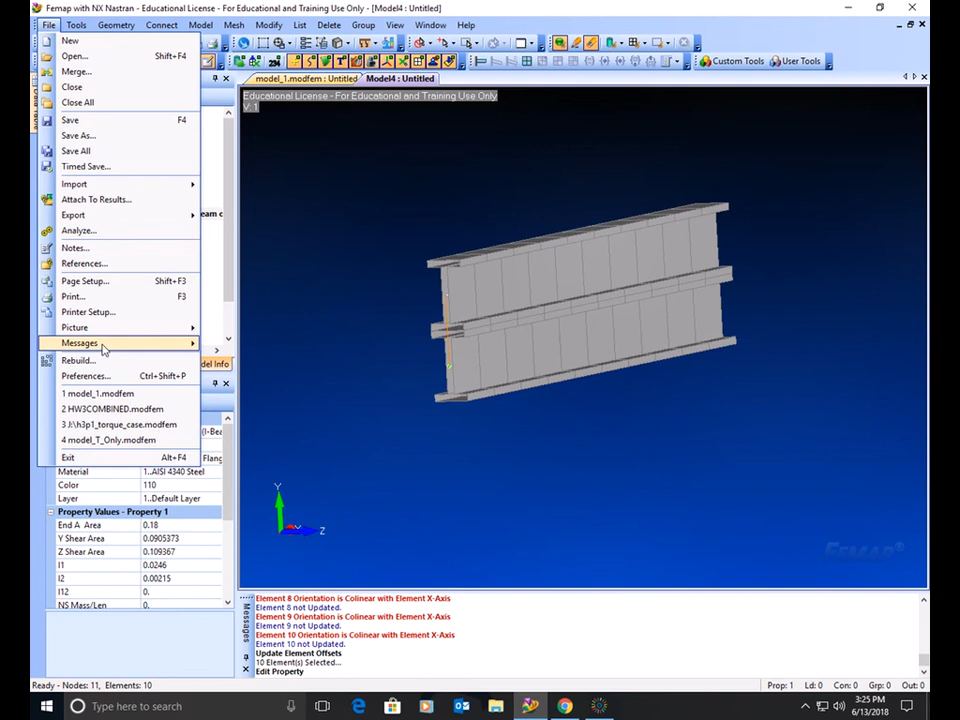 Femap with NX Nastran - Educational License - For Educational and Training Use Only - [Model4 : Untitled]
File Tools Geometry Connect Model Mesh Modify List Delete Group View Window Help
New
Open... Shift+F4
Merge...
Close
Close All
Save F4
Save As...
Save All
Timed Save...
Import
Attach To Results...
Export
Analyze...
Notes...
References...
Page Setup... Shift+F3
Print... F3
Printer Setup...
Picture
Messages
Rebuild...
Preferences... Ctrl+Shift+P
1 model_1.modfem
2 HW3COMBINED.modfem
3 J:\h3p1_torque_case.modfem
4 model_T_Only.modfem
Exit Alt+F4
Custom Tools User Tools
model_1.modfem : Untitled Model4 : Untitled
Educational License - For Educational and Training Use Only
V: 1
eam c
del Info
(I-Bea
Flang
Material 1..AISI 4340 Steel
Color 110
Layer 1..Default Layer
Property Values - Property 1
End A Area 0.18
Y Shear Area 0.0905373
Z Shear Area 0.109367
I1 0.0246
I2 0.00215
I12 0.
NS Mass/Len 0.
Y
Z
FEMAP®
Messages
Element 8 Orientation is Colinear with Element X-Axis
Element 8 not Updated.
Element 9 Orientation is Colinear with Element X-Axis
Element 9 not Updated.
Element 10 Orientation is Colinear with Element X-Axis
Element 10 not Updated.
Update Element Offsets
10 Element(s) Selected...
Edit Property
Ready - Nodes: 11, Elements: 10 Prop: 1 Ld: 0 Con: 0 Grp: 0 Out: 0
Type here to search
3:25 PM
6/13/2018